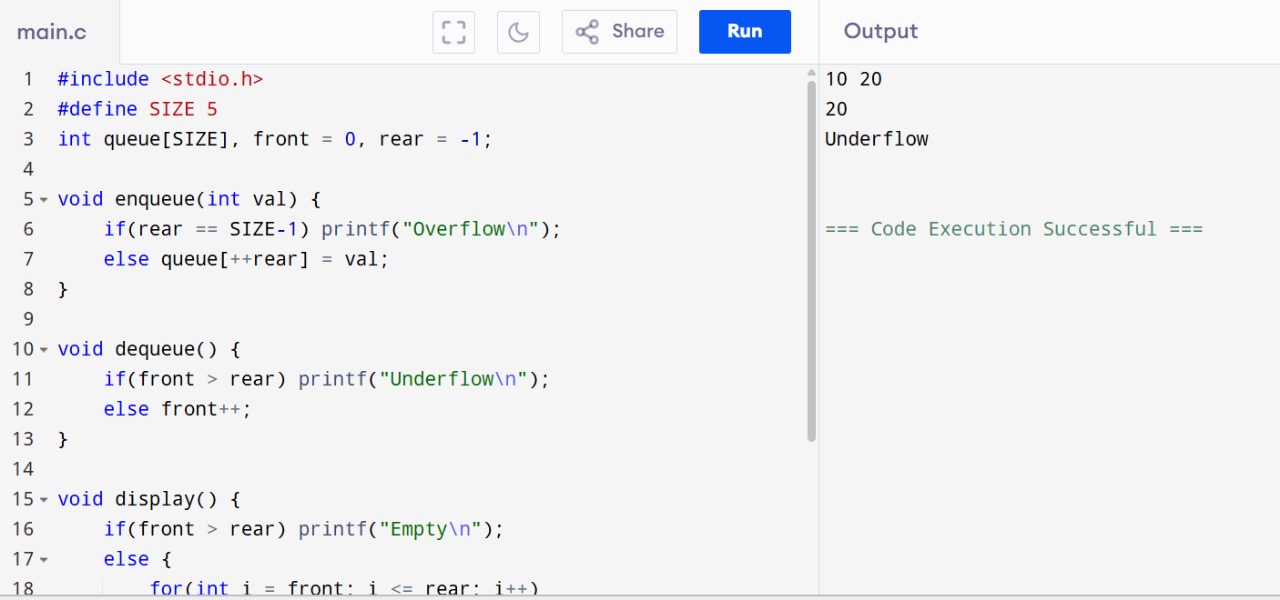 main.c
Share
Run
Output
1 #include <stdio.h>
2 #define SIZE 5
3 int queue[SIZE], front = 0, rear = -1;
4
5 void enqueue(int val) {
6     if(rear == SIZE-1) printf("Overflow\n");
7     else queue[++rear] = val;
8 }
9
10 void dequeue() {
11     if(front > rear) printf("Underflow\n");
12     else front++;
13 }
14
15 void display() {
16     if(front > rear) printf("Empty\n");
17     else {
18         for(int i = front; i <= rear; i++)
10 20
20
Underflow
=== Code Execution Successful ===